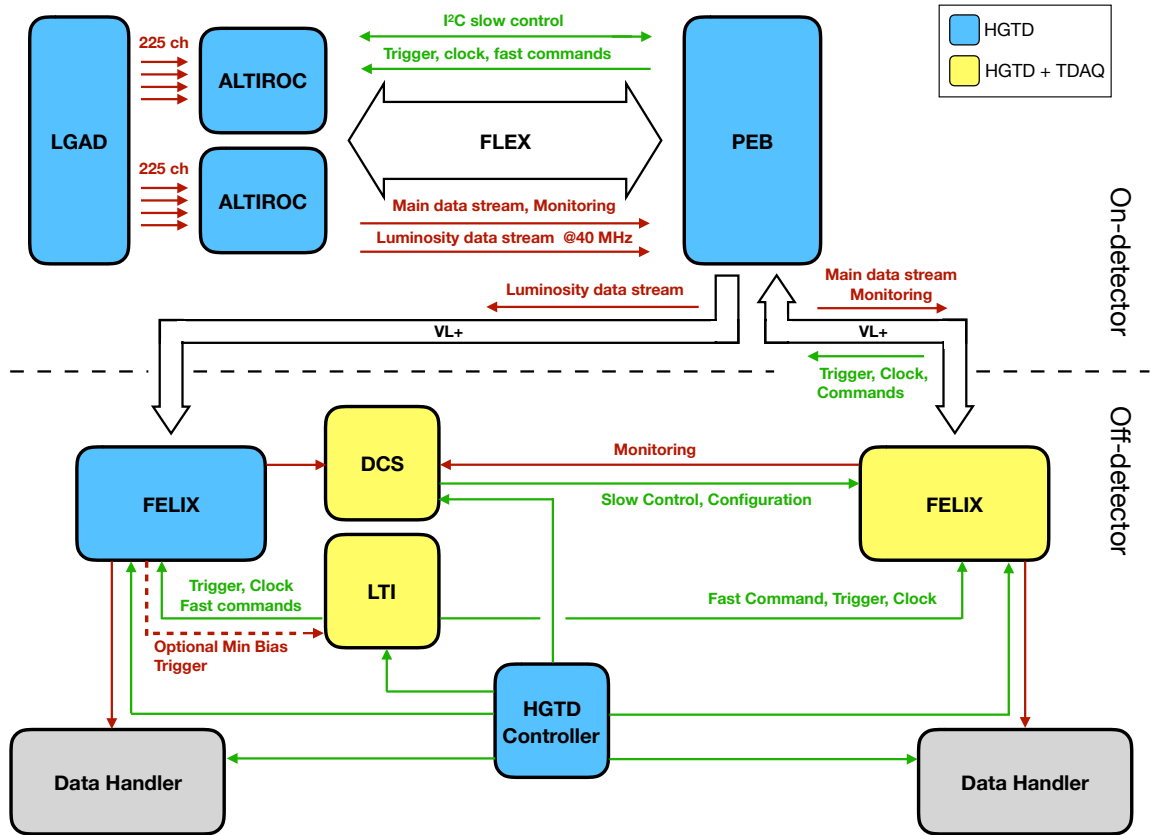 I²C slow control
HGTD
225 ch
Trigger, clock, fast commands
HGTD + TDAQ
ALTIROC
LGAD
FLEX
PEB
225 ch
ALTIROC
Main data stream, Monitoring
Luminosity data stream @40 MHz
On-detector
Luminosity data stream
Main data stream
Monitoring
VL+
VL+
Trigger, Clock,
Commands
Off-detector
DCS
Monitoring
FELIX
Slow Control, Configuration
FELIX
Trigger, Clock
Fast commands
LTI
Fast Command, Trigger, Clock
Optional Min Bias
Trigger
HGTD
Controller
Data Handler
Data Handler